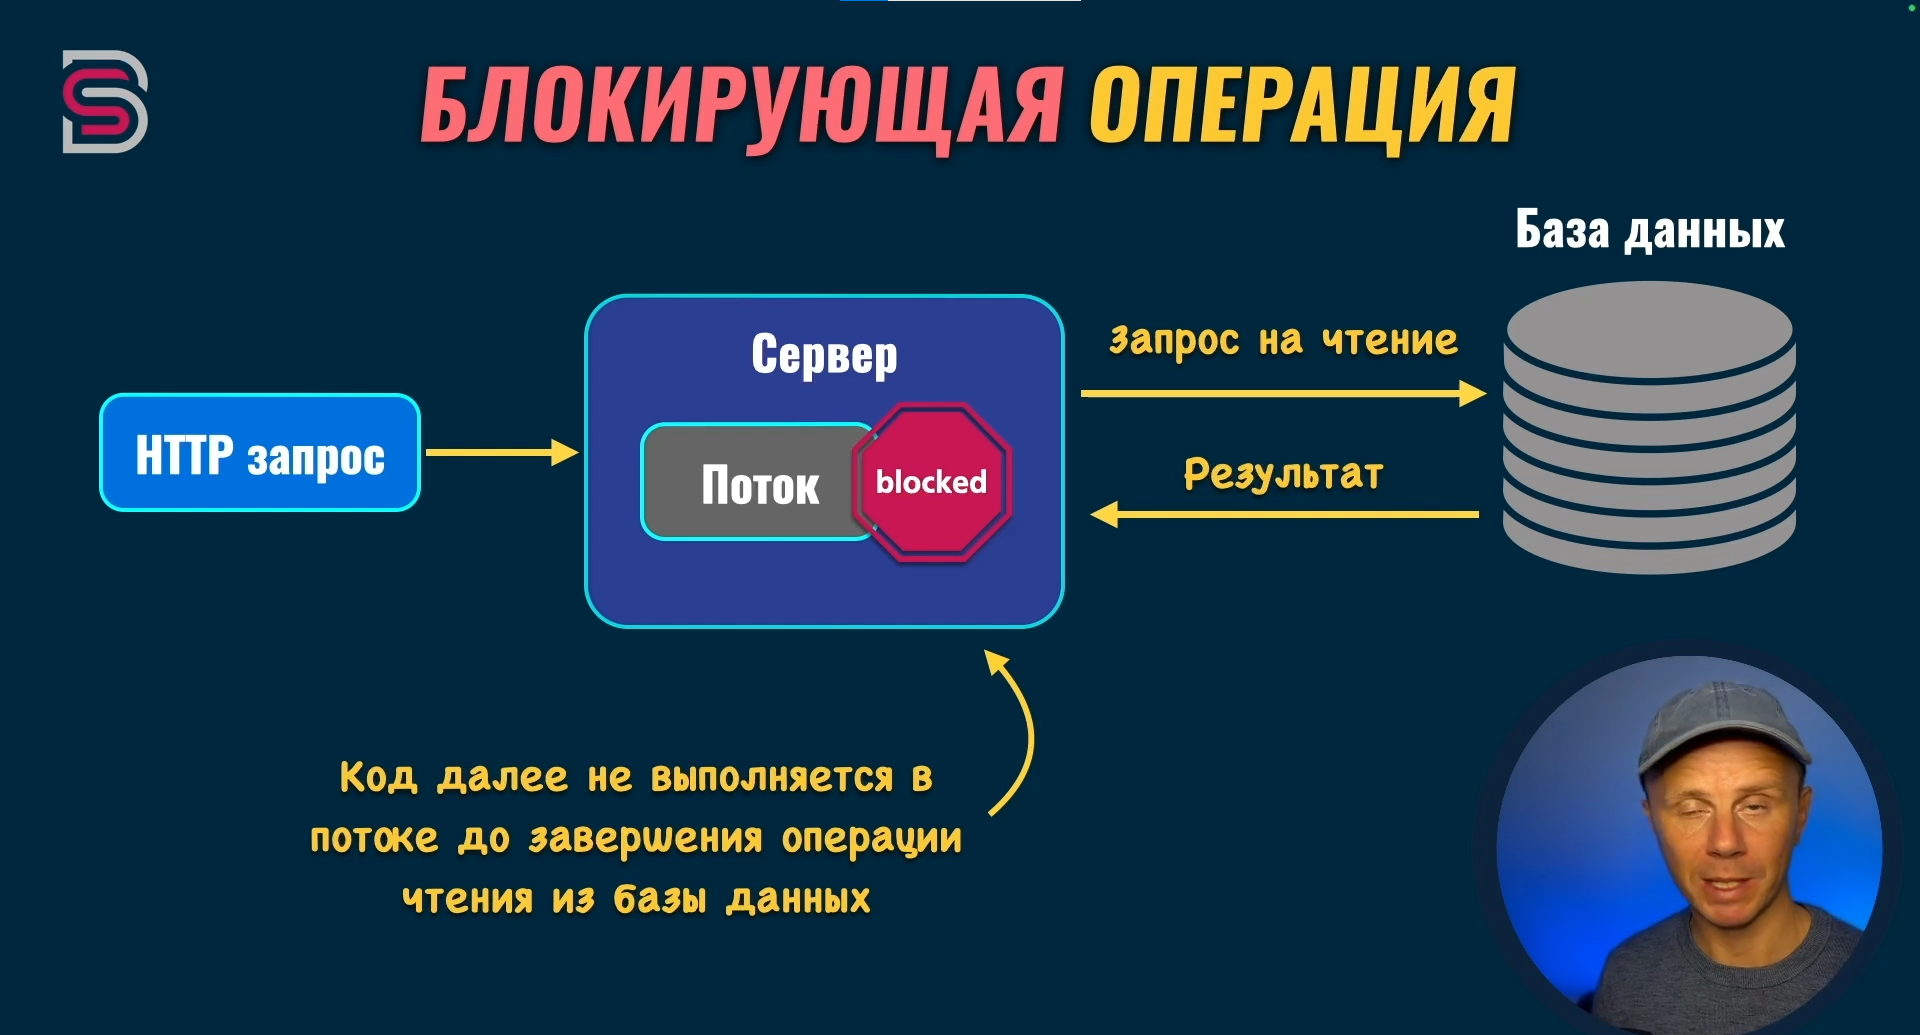 БЛОКИРУЮЩАЯ ОПЕРАЦИЯ
База данных
Сервер
Запрос на чтение
HTTP запрос
Поток
blocked
Результат
Код далее не выполняется в
потоке до завершения операции
чтения из базы данных